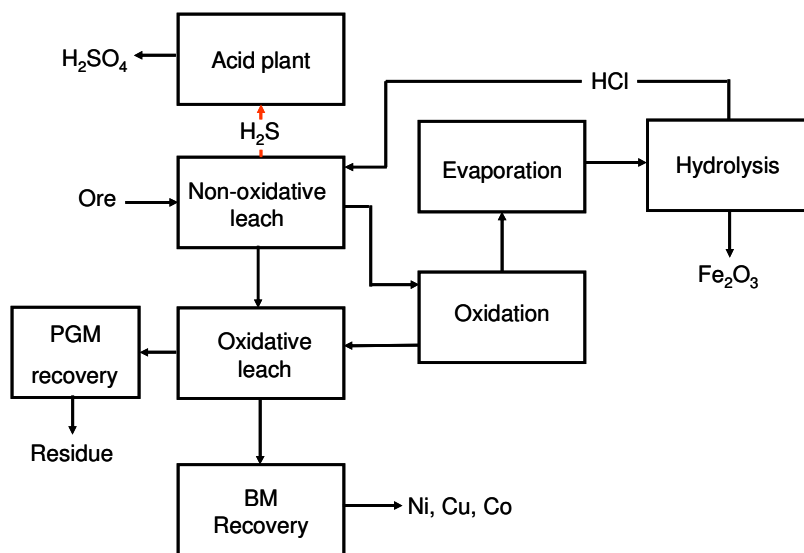 Acid plant
H₂SO₄
HCl
H₂S
Evaporation
Hydrolysis
Ore
Non-oxidative
leach
Fe₂O₃
Oxidation
PGM
recovery
Oxidative
leach
Residue
BM
Recovery
Ni, Cu, Co